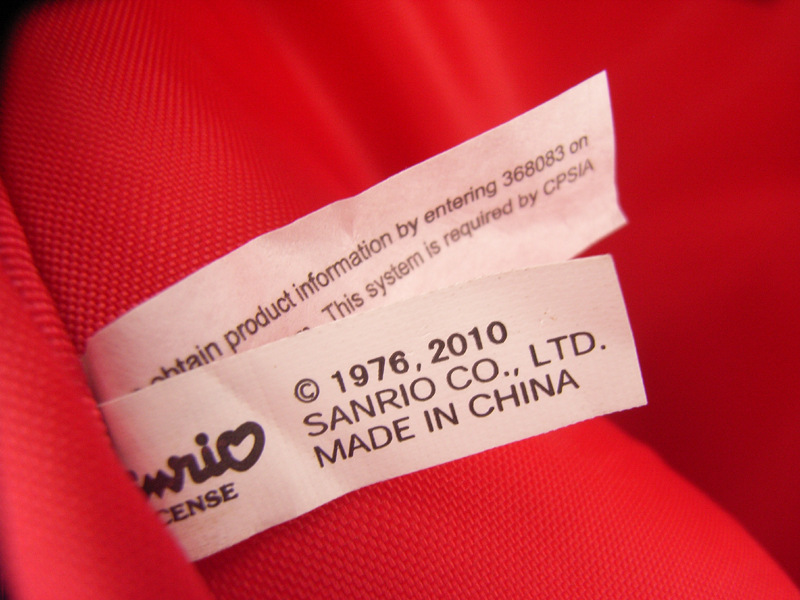 obtain product information by entering 368083 on
This system is required by CPSIA
© 1976, 2010
SANRIO CO., LTD.
MADE IN CHINA